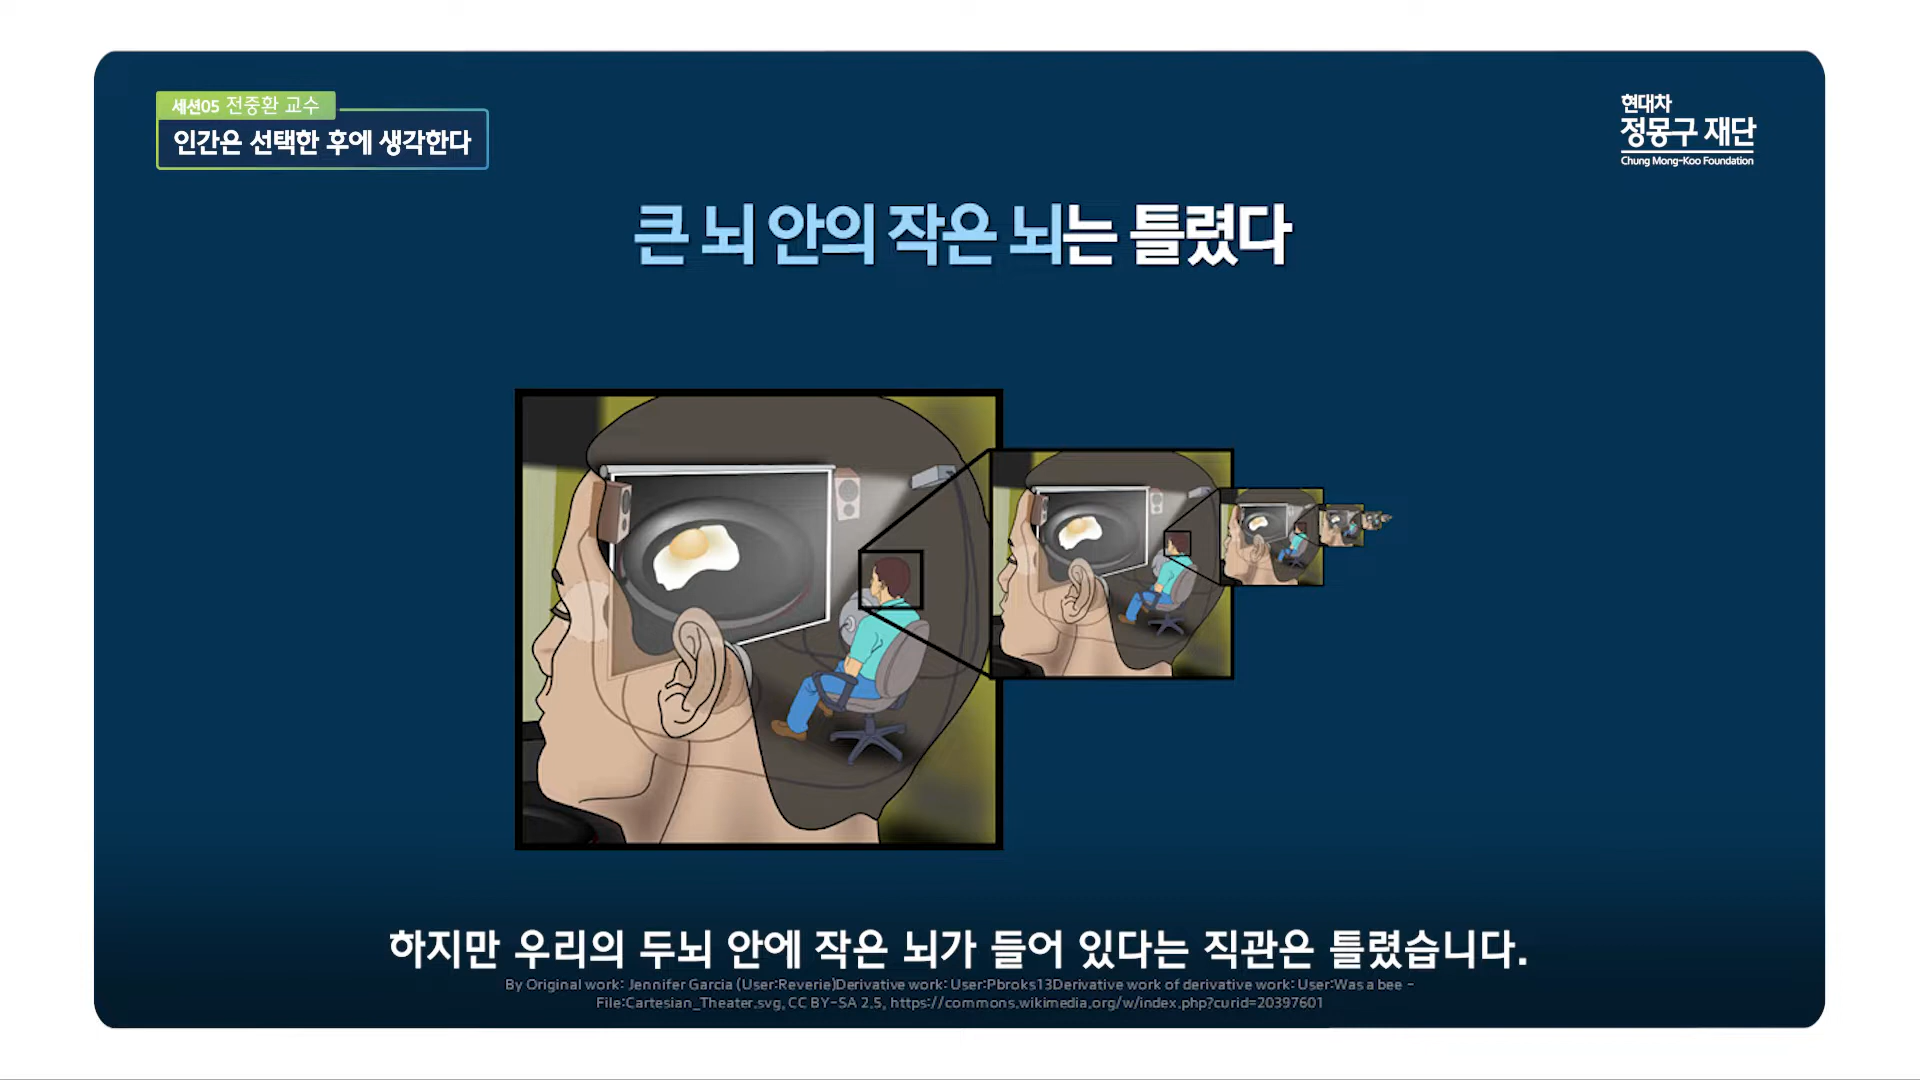 세션05 전중환 교수
인간은 선택한 후에 생각한다
현대차
정몽구 재단
Chung Mong-Koo Foundation
큰 뇌 안의 작은 뇌는 틀렸다
하지만 우리의 두뇌 안에 작은 뇌가 들어 있다는 직관은 틀렸습니다.
By Original work: Jennifer Garcia (User:Reverie)Derivative work: User:Pbroks13Derivative work of derivative work: User:Was a bee -
File:Cartesian_Theater.svg, CC BY-SA 2.5, https://commons.wikimedia.org/w/index.php?curid=20397601